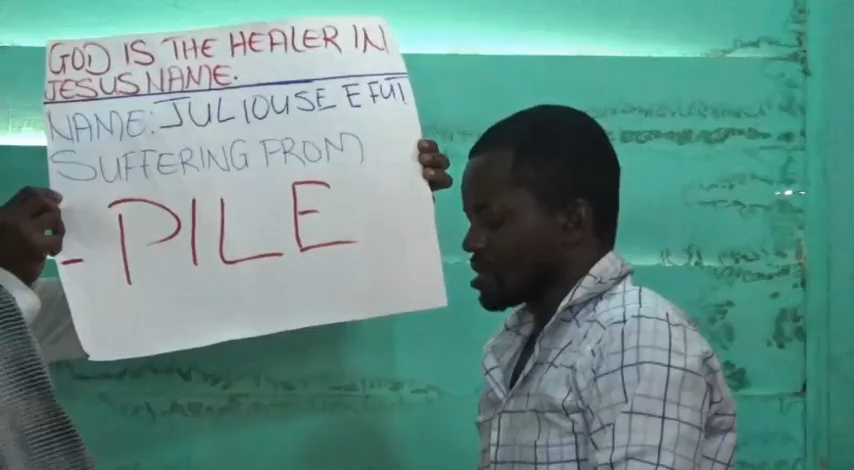 GOD IS THE HEALER IN
JESUS NAME.
NAME: JULIOUSE EFUI
SUFFERING FROM
- PILE